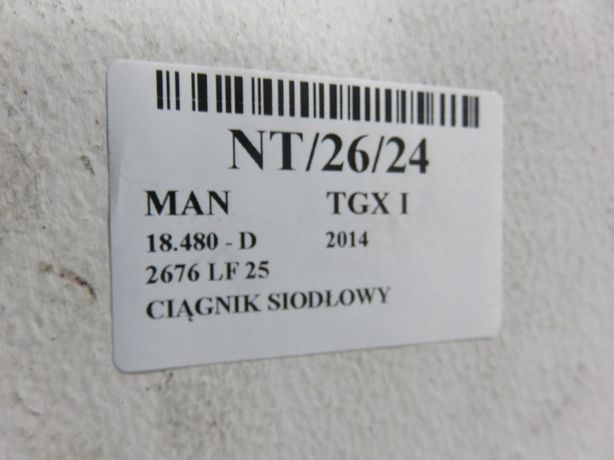 NT/26/24
MAN TGX I
18.480 - D 2014
2676 LF 25
CIĄGNIK SIODŁOWY